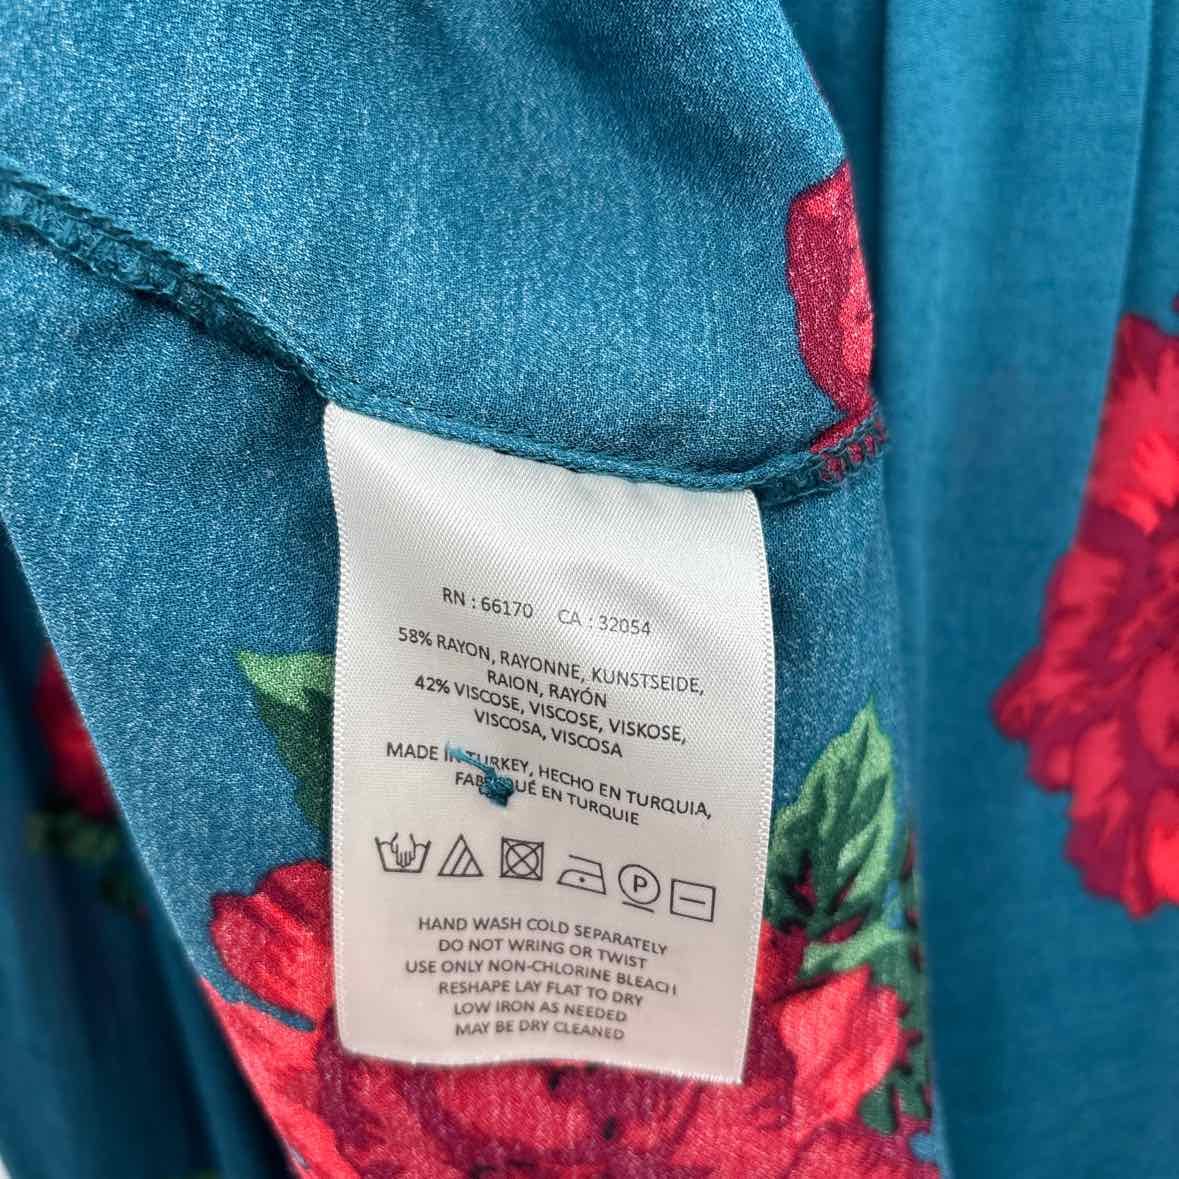 RN : 66170 CA : 32054
58% RAYON, RAYONNE, KUNSTSEIDE,
RAION, RAYÓN
42% VISCOSE, VISCOSE, VISKOSE,
VISCOSA, VISCOSA
MADE IN TURKEY, HECHO EN TURQUIA,
FABRIQUÉ EN TURQUIE
P
HAND WASH COLD SEPARATELY
DO NOT WRING OR TWIST
USE ONLY NON-CHLORINE BLEACH
RESHAPE LAY FLAT TO DRY
LOW IRON AS NEEDED
MAY BE DRY CLEANED